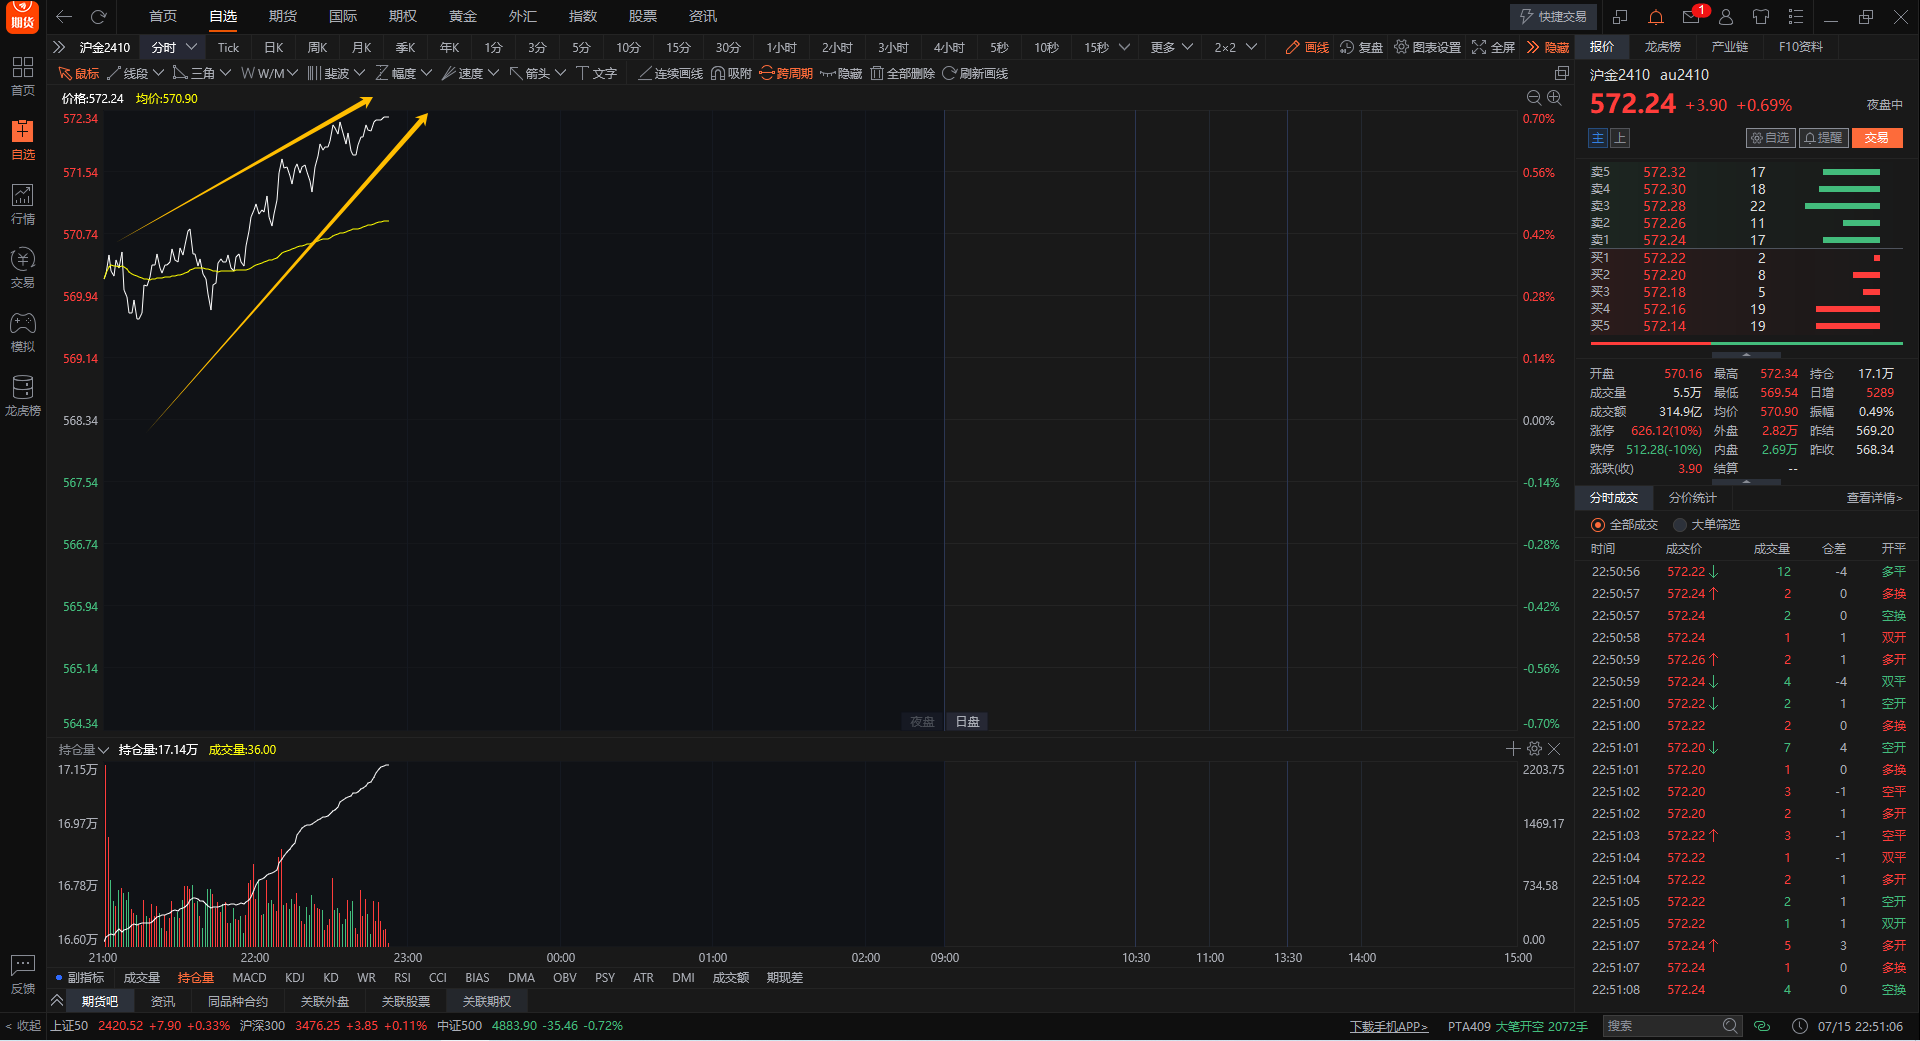 期货 首页 自选 期货 国际 期权 黄金 外汇 指数 股票 资讯 快捷交易 1
沪金2410 分时 Tick 日K 周K 月K 季K 年K 1分 3分 5分 10分 15分 30分 1小时 2小时 3小时 4小时 5秒 10秒 15秒 更多 2×2 画线 复盘 图表设置 全屏 隐藏 报价 龙虎榜 产业链 F10资料
鼠标 线段 三角 W/M 斐波 幅度 速度 箭头 文字 连续画线 吸附 跨周期 隐藏 全部删除 刷新画线
首页
自选
行情
交易
模拟
龙虎榜
反馈
价格:572.24 均价:570.90
572.34 0.70%
571.54 0.56%
570.74 0.42%
569.94 0.28%
569.14 0.14%
568.34 0.00%
567.54 -0.14%
566.74 -0.28%
565.94 -0.42%
565.14 -0.56%
564.34 夜盘 日盘 -0.70%
持仓量 持仓量:17.14万 成交量:36.00
17.15万 2203.75
16.97万 1469.17
16.78万 734.58
16.60万 0.00
21:00 22:00 23:00 00:00 01:00 02:00 09:00 10:30 11:00 13:30 14:00 15:00
副指标 成交量 持仓量 MACD KDJ KD WR RSI CCI BIAS DMA OBV PSY ATR DMI 成交额 期现差
期货吧 资讯 同品种合约 关联外盘 关联股票 关联期权
沪金2410 au2410
572.24 +3.90 +0.69% 夜盘中
主 上 自选 提醒 交易
卖5 572.32 17
卖4 572.30 18
卖3 572.28 22
卖2 572.26 11
卖1 572.24 17
买1 572.22 2
买2 572.20 8
买3 572.18 5
买4 572.16 19
买5 572.14 19
开盘 570.16 最高 572.34 持仓 17.1万
成交量 5.5万 最低 569.54 日增 5289
成交额 314.9亿 均价 570.90 振幅 0.49%
涨停 626.12(10%) 外盘 2.82万 昨结 569.20
跌停 512.28(-10%) 内盘 2.69万 昨收 568.34
涨跌(收) 3.90 结算 --
分时成交 分价统计 查看详情>
全部成交 大单筛选
时间 成交价 成交量 仓差 开平
22:50:56 572.22↓ 12 -4 多平
22:50:57 572.24↑ 2 0 多换
22:50:57 572.24 2 0 空换
22:50:58 572.24 1 1 双开
22:50:59 572.26↑ 2 1 多开
22:50:59 572.24↓ 4 -4 双平
22:51:00 572.22↓ 2 1 空开
22:51:00 572.22 2 0 多换
22:51:01 572.20↓ 7 4 空开
22:51:01 572.20 1 0 多换
22:51:02 572.20 3 -1 空平
22:51:02 572.20 2 1 多开
22:51:03 572.22↑ 3 -1 空平
22:51:04 572.22 1 -1 双平
22:51:04 572.22 2 1 多开
22:51:05 572.22 2 1 空开
22:51:05 572.22 1 1 双开
22:51:07 572.24↑ 5 3 多开
22:51:07 572.24 1 0 多换
22:51:08 572.24 4 0 空换
< 收起 上证50 2420.52 +7.90 +0.33% 沪深300 3476.25 +3.85 +0.11% 中证500 4883.90 -35.46 -0.72% 下载手机APP> PTA409 大笔开空 2072手 搜索 07/15 22:51:06